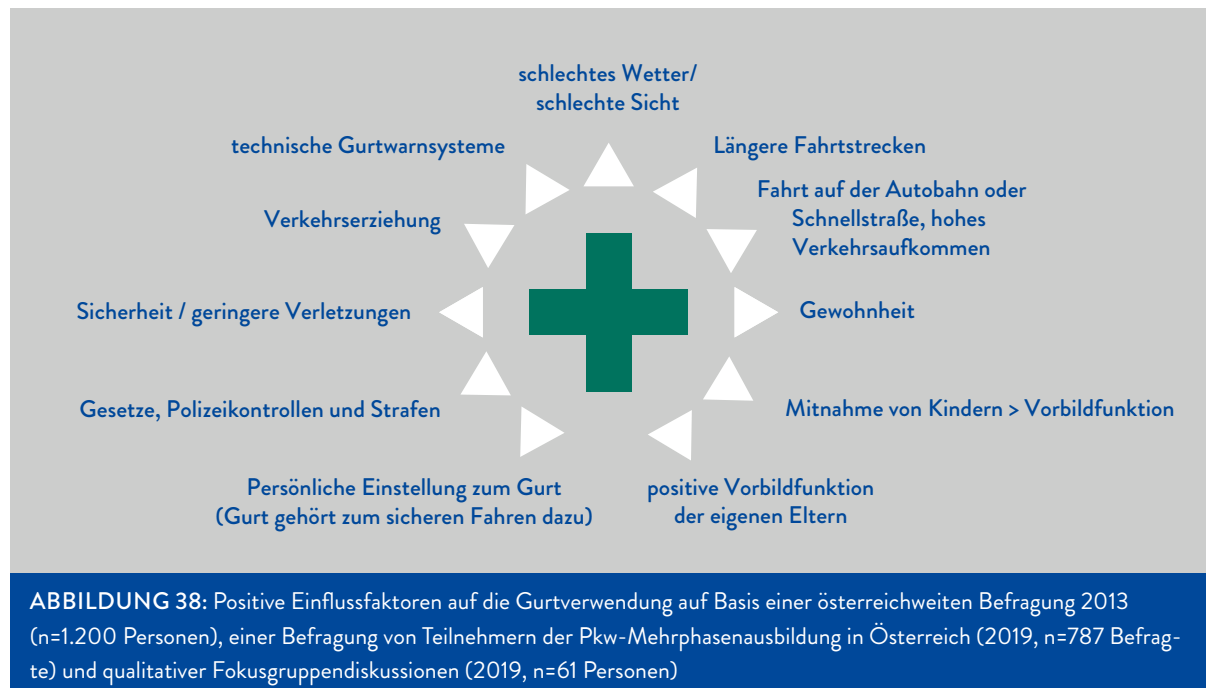 schlechtes Wetter/
schlechte Sicht
technische Gurtwarnsysteme
Längere Fahrtstrecken
Verkehrserziehung
Fahrt auf der Autobahn oder
Schnellstraße, hohes
Verkehrsaufkommen
Sicherheit / geringere Verletzungen
Gewohnheit
Gesetze, Polizeikontrollen und Strafen
Mitnahme von Kindern > Vorbildfunktion
Persönliche Einstellung zum Gurt
(Gurt gehört zum sicheren Fahren dazu)
positive Vorbildfunktion
der eigenen Eltern
ABBILDUNG 38: Positive Einflussfaktoren auf die Gurtverwendung auf Basis einer österreichweiten Befragung 2013
(n=1.200 Personen), einer Befragung von Teilnehmern der Pkw-Mehrphasenausbildung in Österreich (2019, n=787 Befrag-
te) und qualitativer Fokusgruppendiskussionen (2019, n=61 Personen)